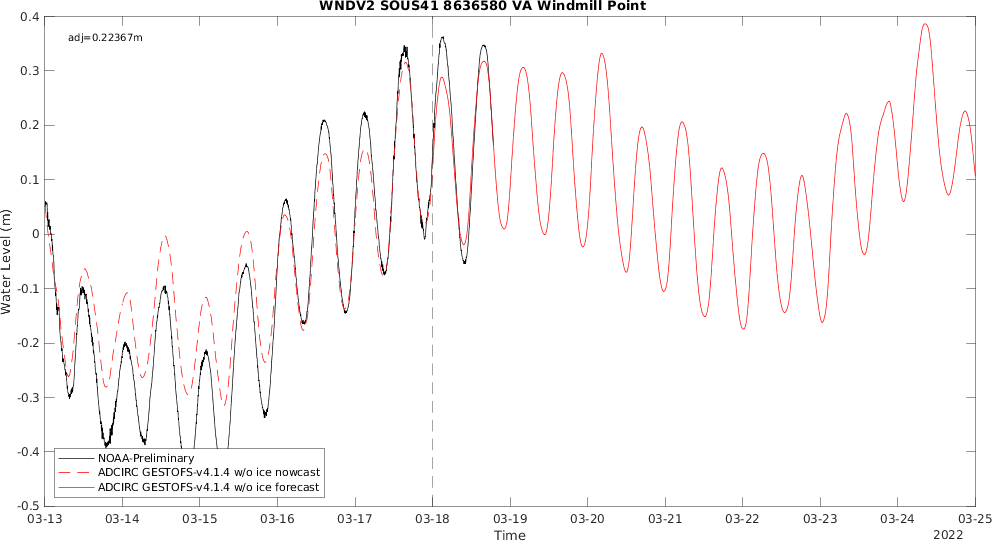 WNDV2 SOUS41 8636580 VA Windmill Point
adj=0.22367m
0.4
0.3
0.2
0.1
0
-0.1
-0.2
-0.3
-0.4
-0.5
Water Level (m)
NOAA-Preliminary
ADCIRC GESTOFS-v4.1.4 w/o ice nowcast
ADCIRC GESTOFS-v4.1.4 w/o ice forecast
03-13 03-14 03-15 03-16 03-17 03-18 03-19 03-20 03-21 03-22 03-23 03-24 03-25
Time
2022